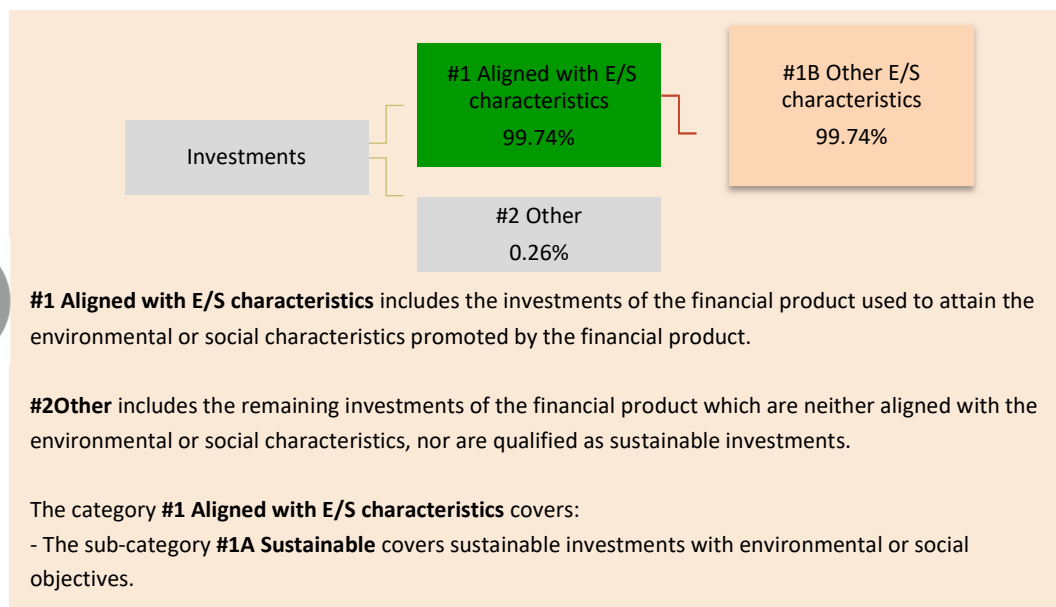 #1 Aligned with E/S
characteristics
99.74%
#1B Other E/S
characteristics
99.74%
Investments
#2 Other
0.26%
#1 Aligned with E/S characteristics includes the investments of the financial product used to attain the
environmental or social characteristics promoted by the financial product.
#2Other includes the remaining investments of the financial product which are neither aligned with the
environmental or social characteristics, nor are qualified as sustainable investments.
The category #1 Aligned with E/S characteristics covers:
- The sub-category #1A Sustainable covers sustainable investments with environmental or social
objectives.